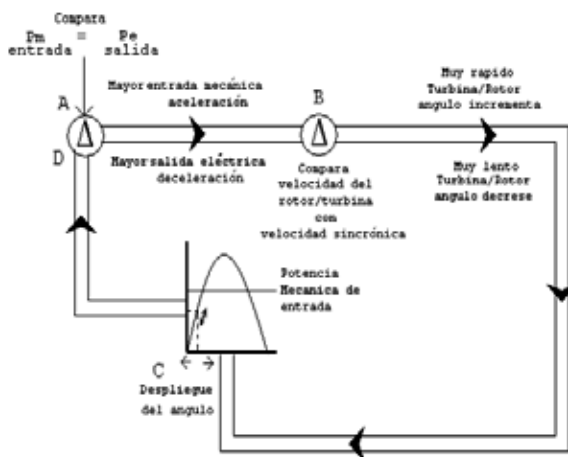 Compara
Pm = Pe
entrada salida
A
Mayor entrada mecánica
aceleración
B
Muy rapido
Turbina/Rotor
angulo incrementa
D
Mayor salida eléctrica
deceleración
Compara
velocidad del
rotor/turbina
con
velocidad sincrónica
Muy lento
Turbina/Rotor
angulo decrese
Potencia
Mecanica de
entrada
C
Despliegue
del angulo